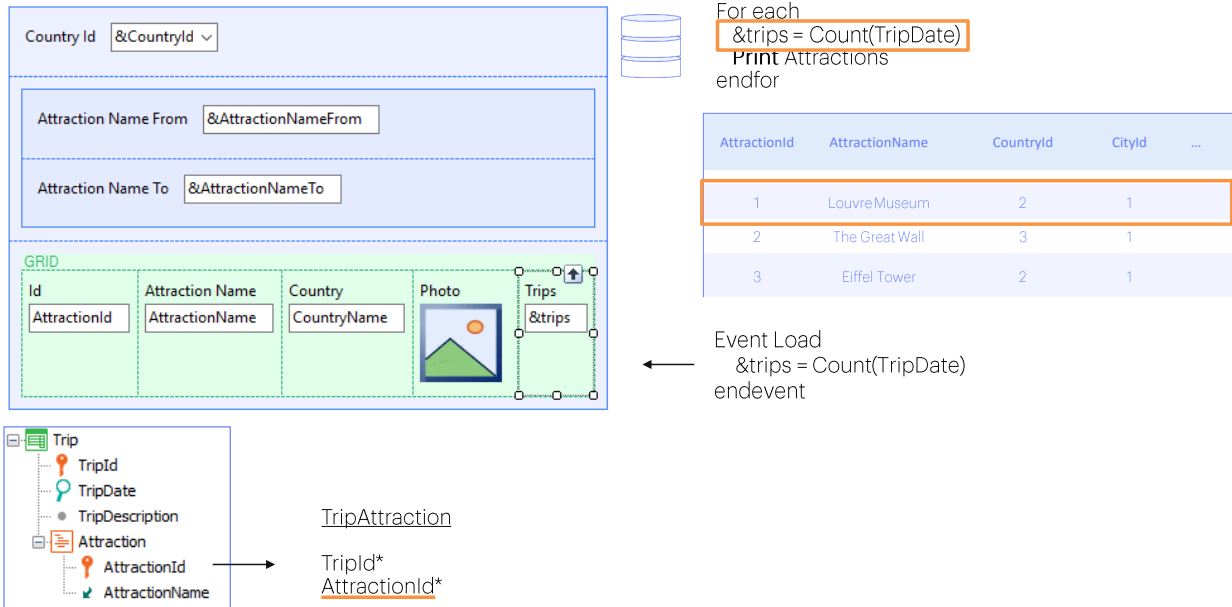 Country Id &CountryId
Attraction Name From &AttractionNameFrom
Attraction Name To &AttractionNameTo
GRID
Id Attraction Name Country Photo Trips
AttractionId AttractionName CountryName &trips
For each
&trips = Count(TripDate)
Print Attractions
endfor
AttractionId AttractionName CountryId CityId ...
1 Louvre Museum 2 1
2 The Great Wall 3 1
3 Eiffel Tower 2 1
Event Load
&trips = Count(TripDate)
endevent
Trip
TripId
TripDate
TripDescription
Attraction
AttractionId
AttractionName
TripAttraction
TripId*
AttractionId*